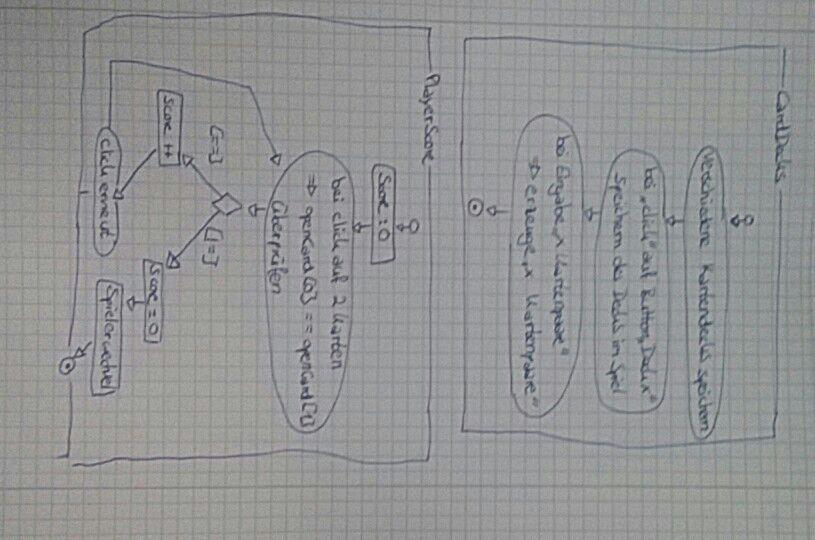 CardDecks
verschiedene Kartendecks speichern
bei „click" auf Button „Deck x"
Speichern des Decks im Spiel
bei Eingabe „x Kartenpaare"
⇒ erzeuge „x Kartenpaare"
PlayerScore
Score : 0
bei click auf 2 Karten
⇒ openCard[0] == openCard[1]
überprüfen
[==] [!=]
Score ++
Score = 0
click erneut
Spielerwechsel